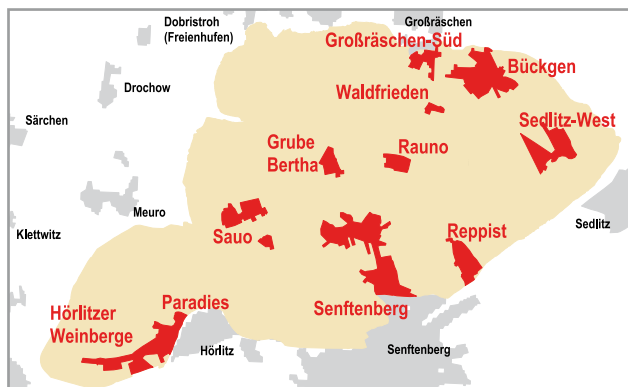 Dobristroh
(Freienhufen)
Großräschen
Großräschen-Süd
Bückgen
Drochow
Waldfrieden
Särchen
Sedlitz-West
Grube
Bertha
Rauno
Meuro
Klettwitz
Sauo
Reppist
Sedlitz
Paradies
Hörlitzer
Weinberge
Senftenberg
Hörlitz
Senftenberg